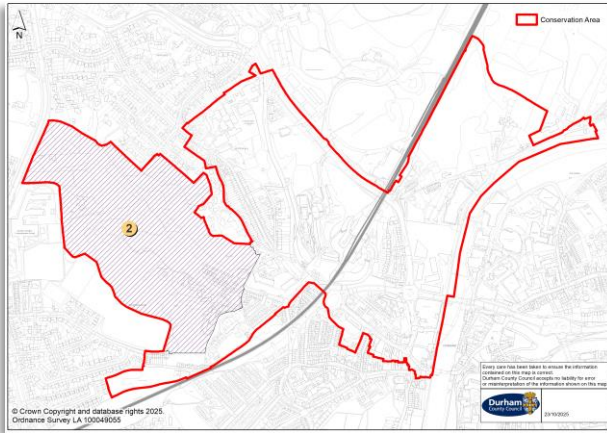 N
Conservation Area
2
Every care has been taken to ensure the information
contained on this map is correct.
Durham County Council accepts no liability for error
or misinterpretation of the information shown on this map
Durham
County Council
23/10/2025
© Crown Copyright and database rights 2025.
Ordnance Survey LA 100049055